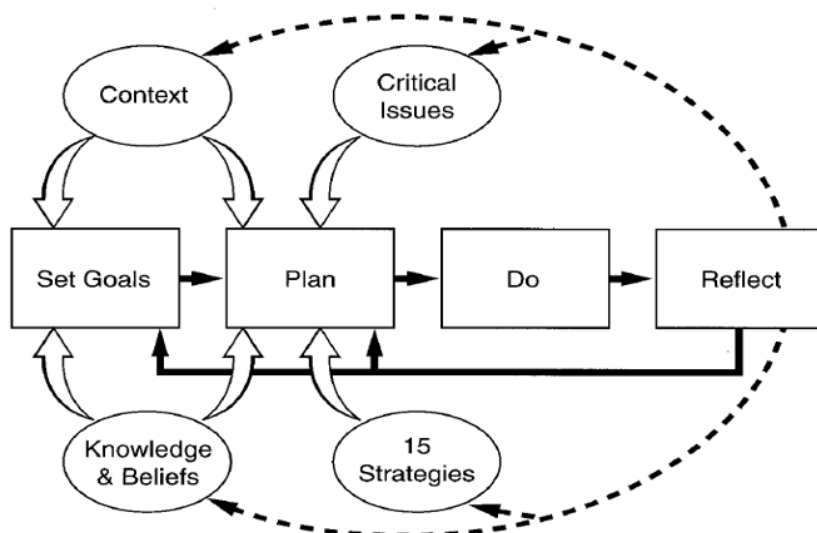 Context
Critical
Issues
Set Goals
Plan
Do
Reflect
Knowledge
& Beliefs
15
Strategies